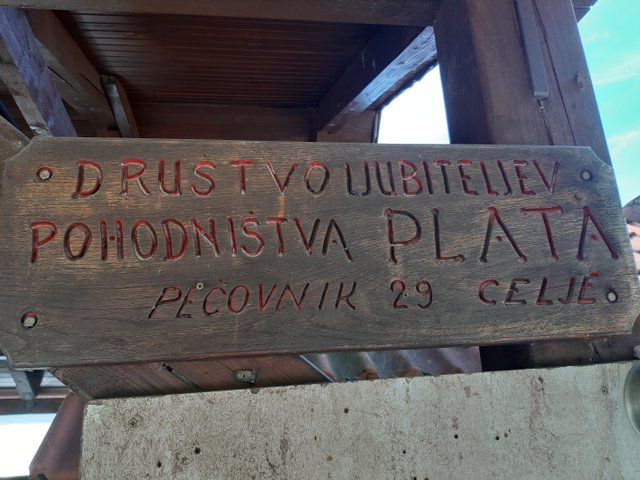 DRUŠTVO LJUBITELJEV
POHODNIŠTVA PLATA
PEČOVNIK 29 CELJE